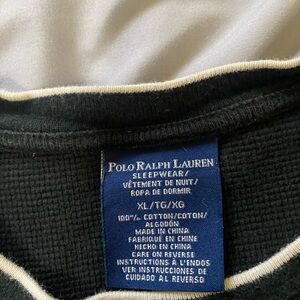 POLO RALPH LAUREN
SLEEPWEAR/
VÊTEMENT DE NUIT/
ROPA DE DORMIR
XL/TG/XG
100% COTTON/COTON/
ALGODÓN
MADE IN CHINA
FABRIQUÉ EN CHINE
HECHO EN CHINA
CARE ON REVERSE
INSTRUCTIONS À L'ENDOS
VER INSTRUCCIONES DE
CUIDADO AL REVERSO